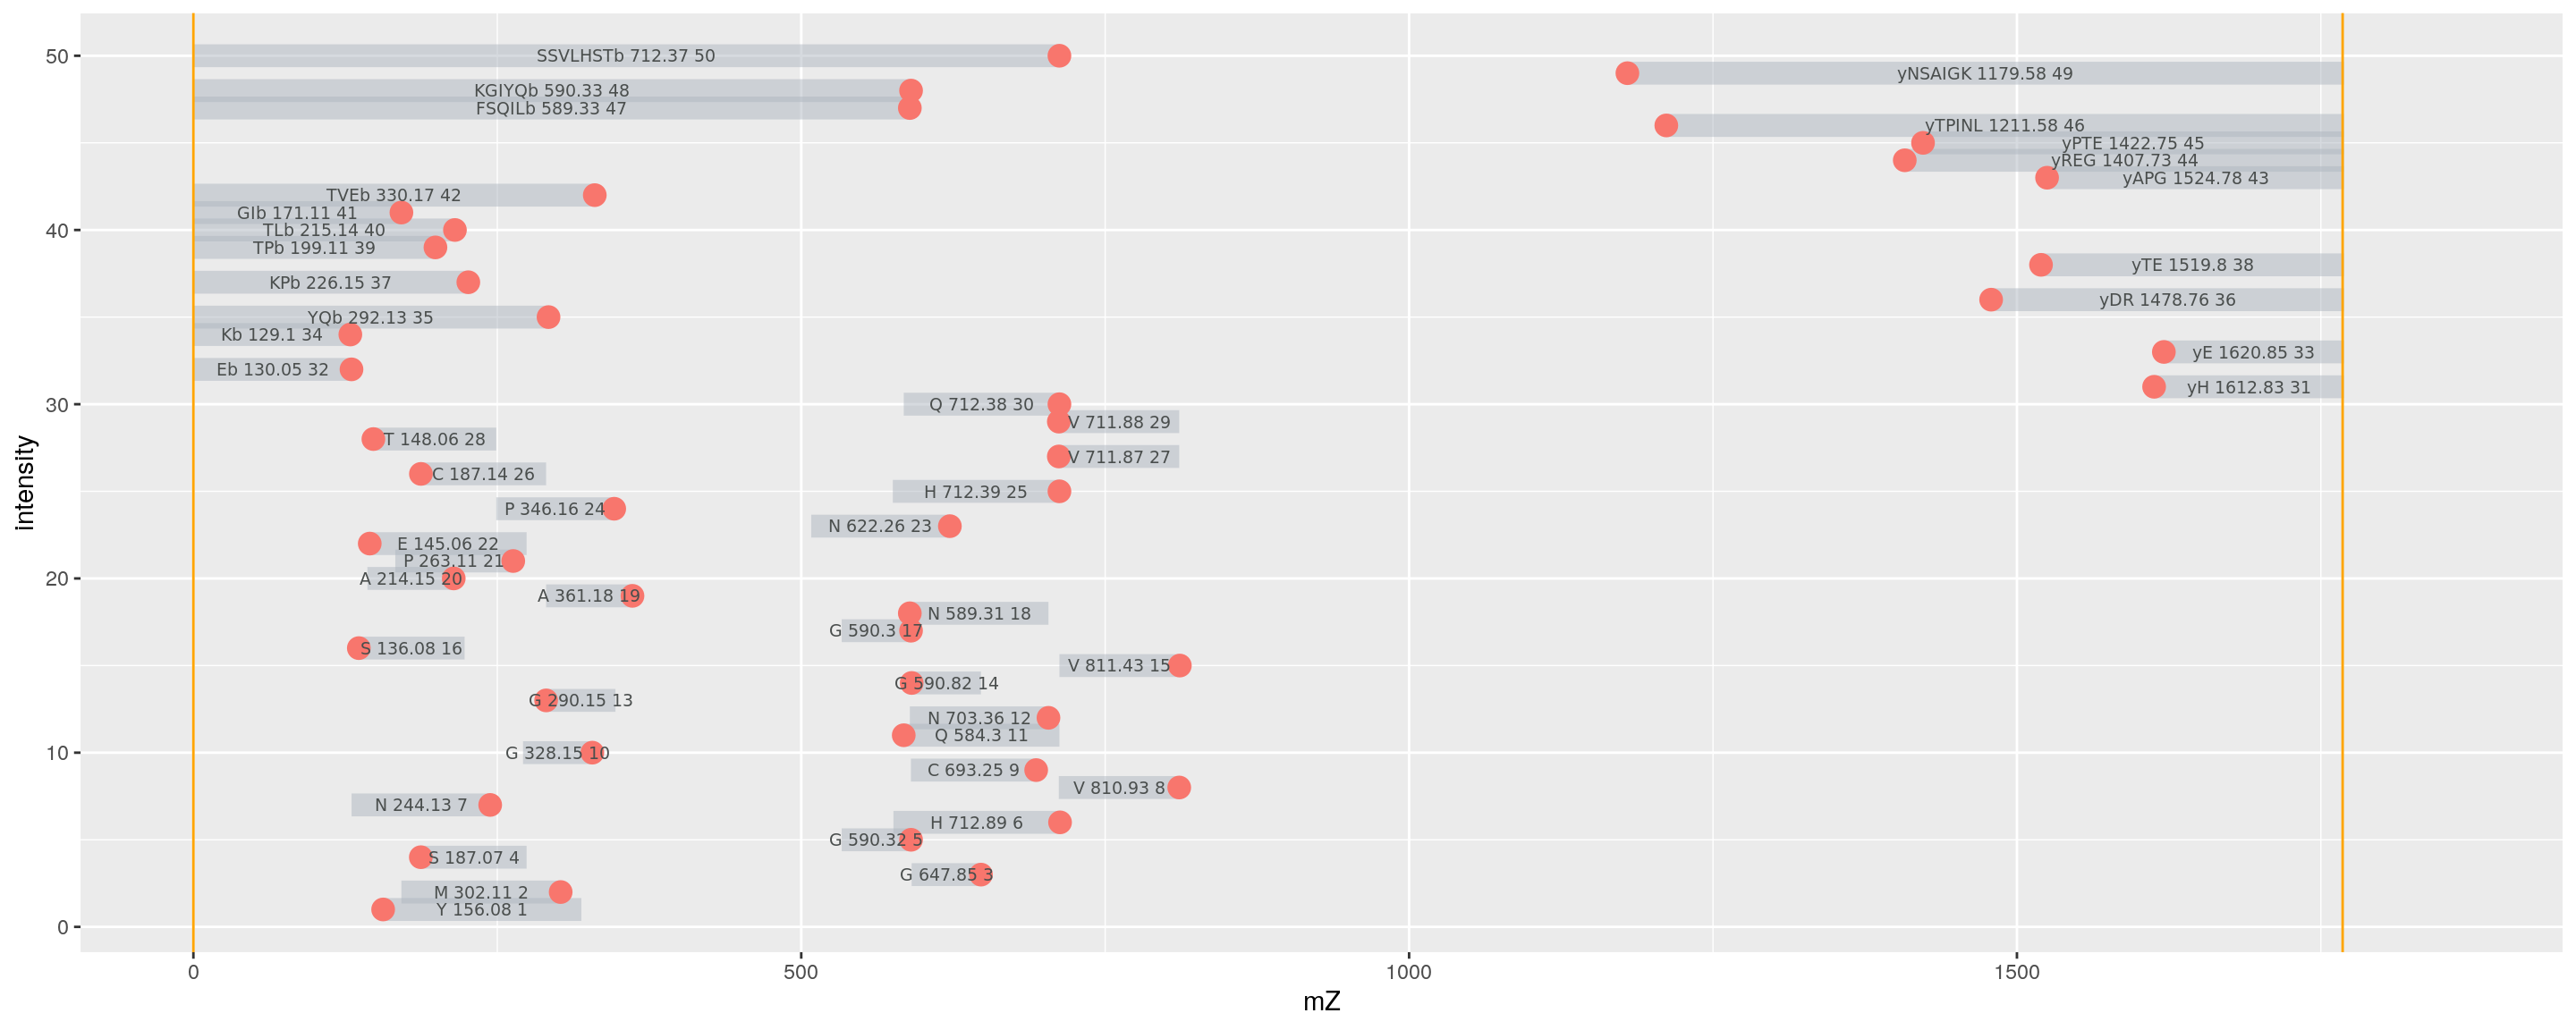 50
SSVLHSTb 712.37 50
yNSAIGK 1179.58 49
KGIYQb 590.33 48
FSQILb 589.33 47
yTPINL 1211.58 46
yPTE 1422.75 45
yREG 1407.73 44
yAPG 1524.78 43
TVEb 330.17 42
GIb 171.11 41
40
TLb 215.14 40
TPb 199.11 39
yTE 1519.8 38
KPb 226.15 37
yDR 1478.76 36
YQb 292.13 35
Kb 129.1 34
yE 1620.85 33
Eb 130.05 32
yH 1612.83 31
30
Q 712.38 30
V 711.88 29
T 148.06 28
V 711.87 27
C 187.14 26
H 712.39 25
P 346.16 24
N 622.26 23
E 145.06 22
P 263.11 21
20
A 214.15 20
A 361.18 19
N 589.31 18
G 590.3 17
S 136.08 16
V 811.43 15
G 590.82 14
G 290.15 13
N 703.36 12
Q 584.3 11
10
G 328.15 10
C 693.25 9
V 810.93 8
N 244.13 7
H 712.89 6
G 590.32 5
S 187.07 4
G 647.85 3
M 302.11 2
Y 156.08 1
0
intensity
0 500 1000 1500
mZ